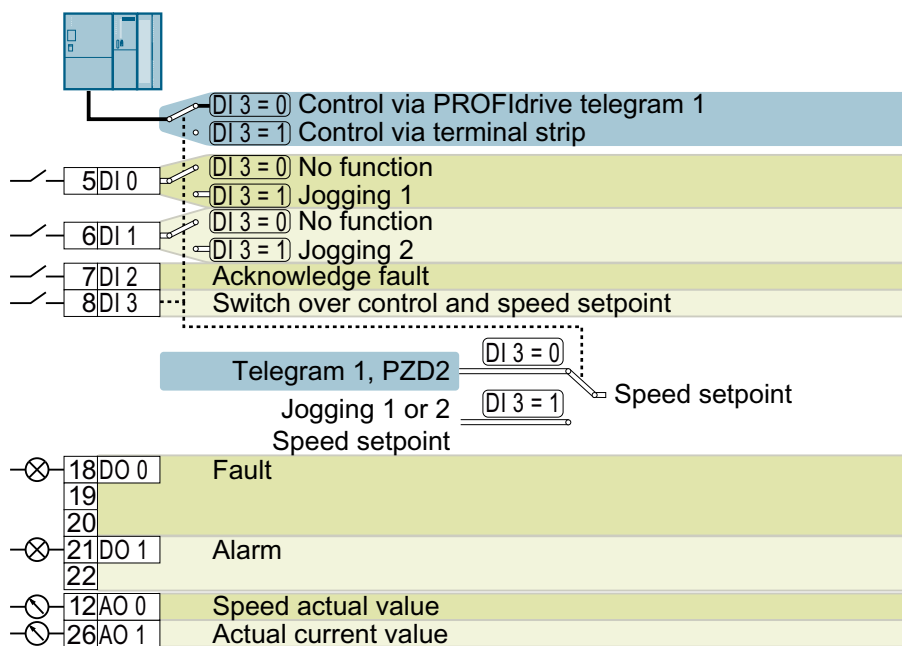 DI 3 = 0 Control via PROFIdrive telegram 1
DI 3 = 1 Control via terminal strip
5 DI 0 DI 3 = 0 No function
DI 3 = 1 Jogging 1
6 DI 1 DI 3 = 0 No function
DI 3 = 1 Jogging 2
7 DI 2 Acknowledge fault
8 DI 3 Switch over control and speed setpoint
Telegram 1, PZD2 DI 3 = 0
Speed setpoint
Jogging 1 or 2 DI 3 = 1
Speed setpoint
18 DO 0 Fault
19
20
21 DO 1 Alarm
22
12 AO 0 Speed actual value
26 AO 1 Actual current value